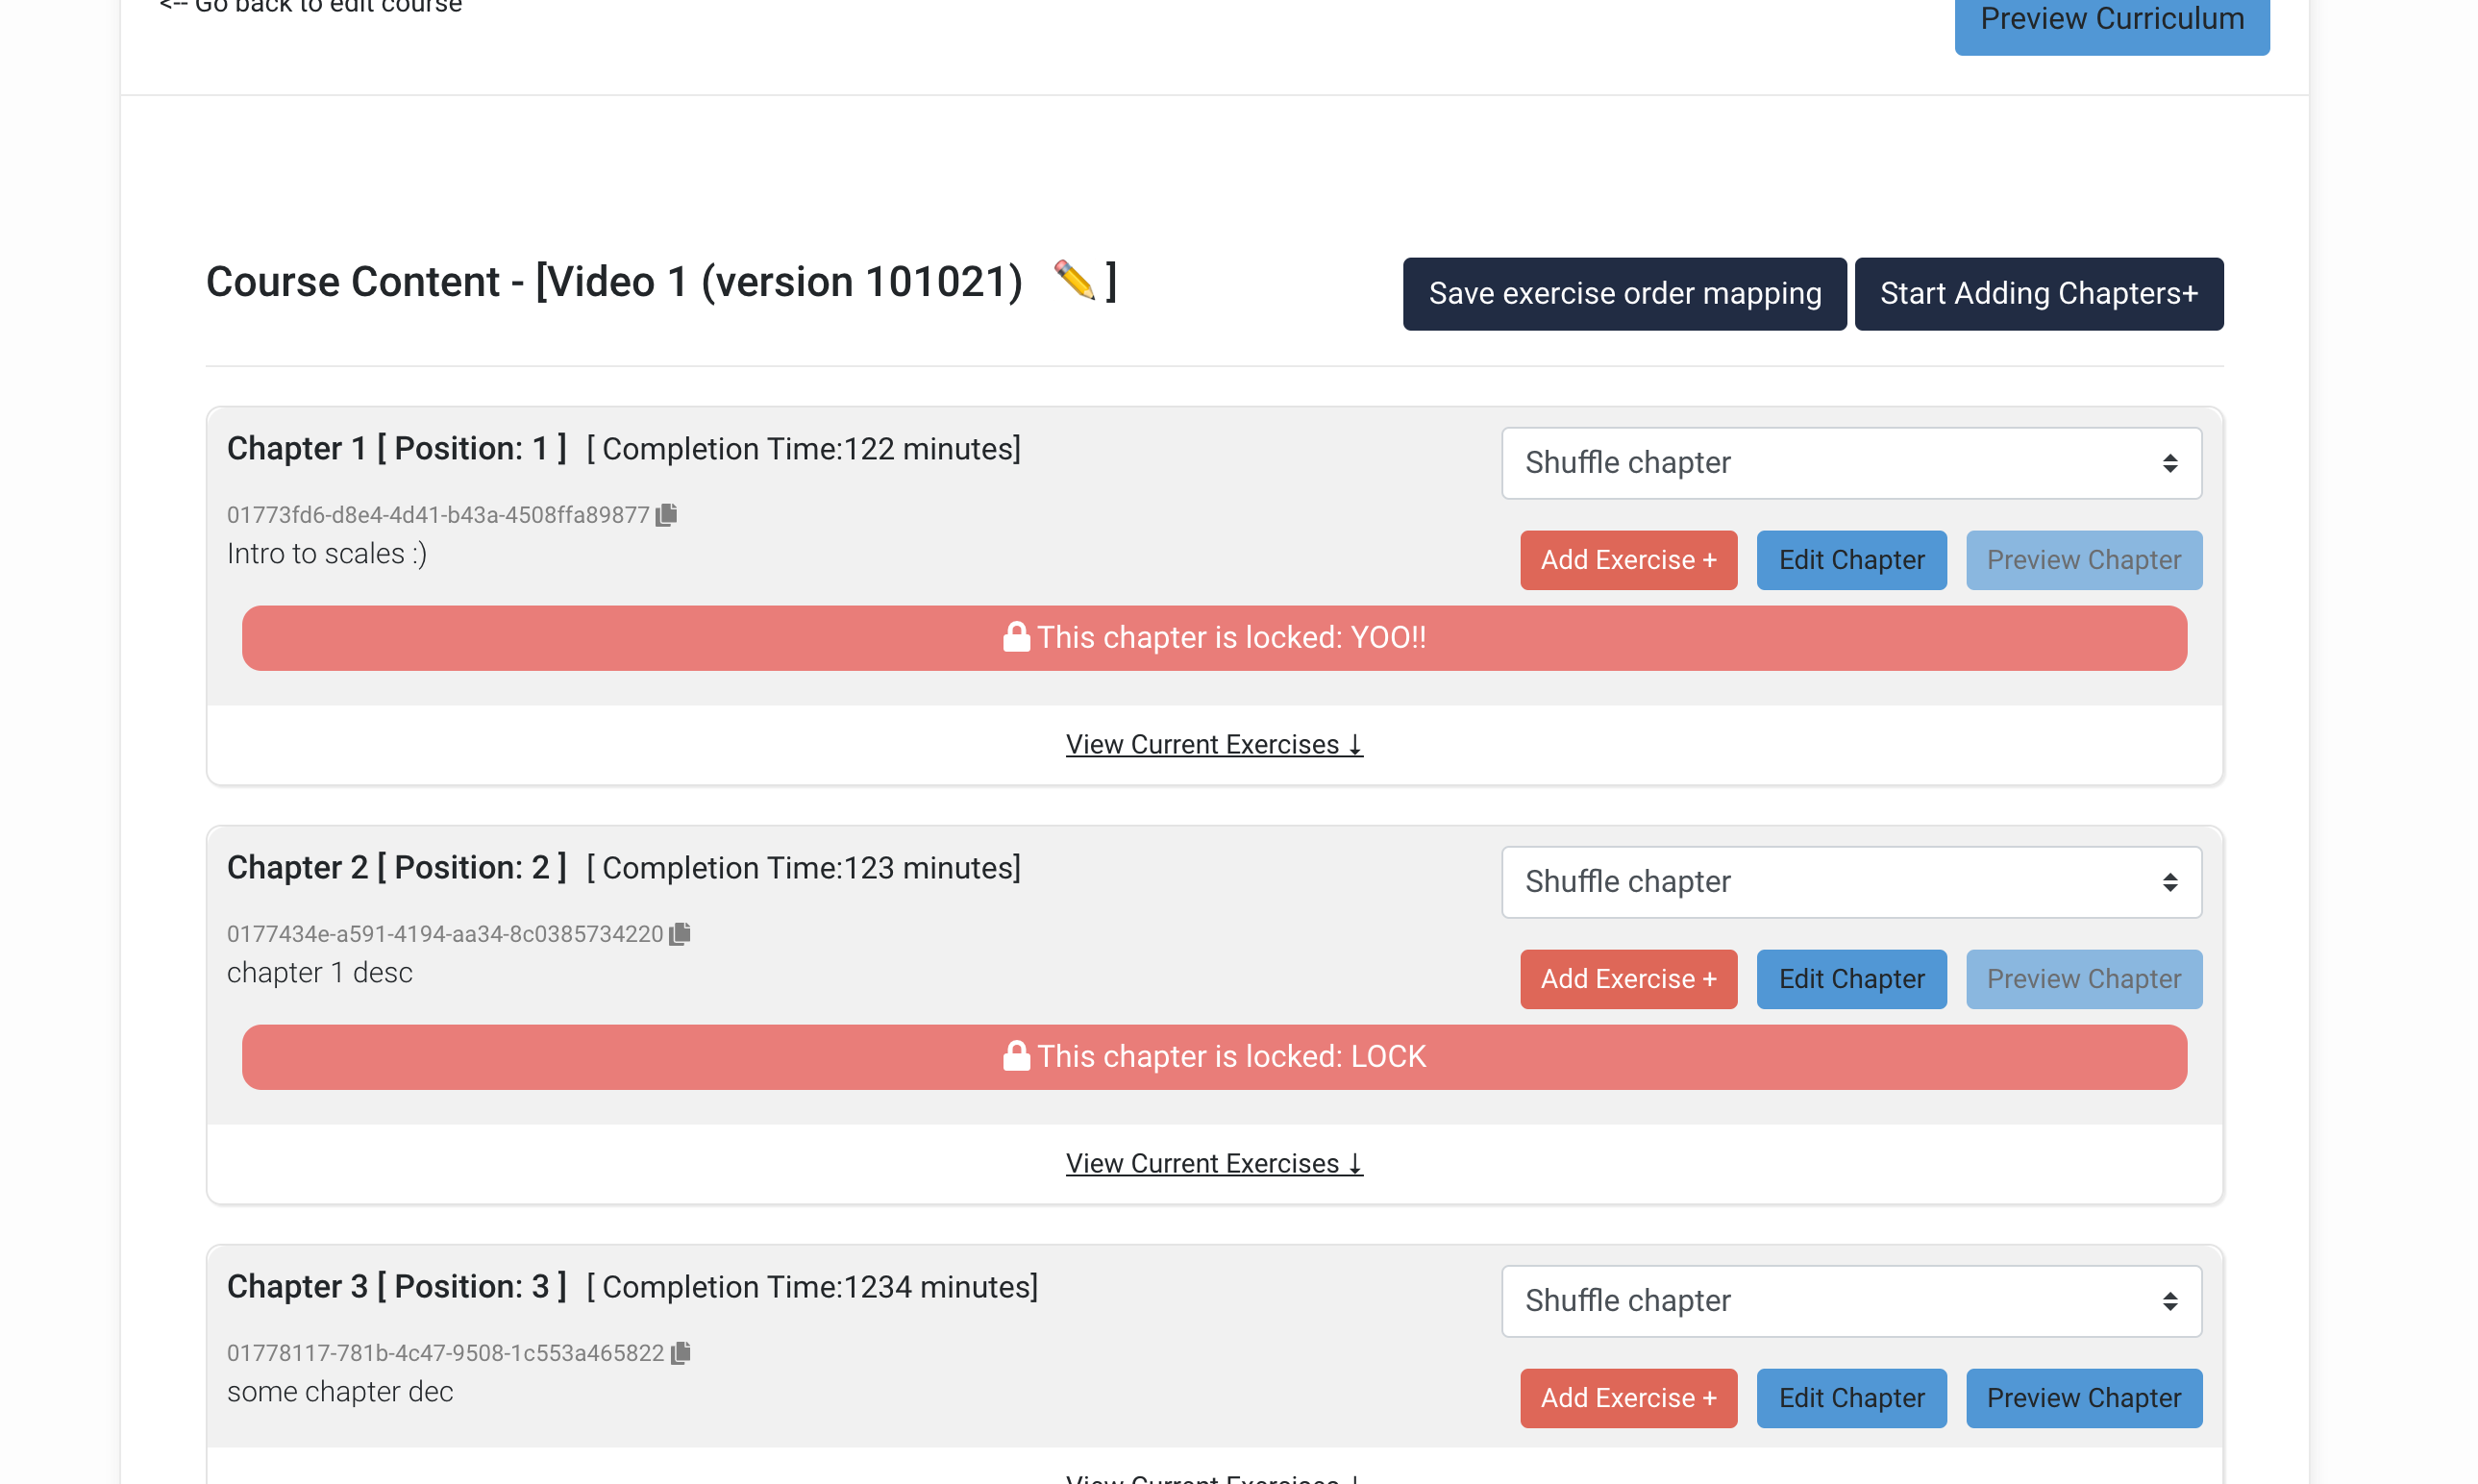 <-- Go back to edit course
Preview Curriculum
Course Content - [Video 1 (version 101021) ✏️ ]
Save exercise order mapping
Start Adding Chapters+
Chapter 1 [ Position: 1 ] [ Completion Time:122 minutes]
Shuffle chapter
01773fd6-d8e4-4d41-b43a-4508ffa89877
Intro to scales :)
Add Exercise +
Edit Chapter
Preview Chapter
This chapter is locked: YOO!!
View Current Exercises ↓
Chapter 2 [ Position: 2 ] [ Completion Time:123 minutes]
Shuffle chapter
0177434e-a591-4194-aa34-8c0385734220
chapter 1 desc
Add Exercise +
Edit Chapter
Preview Chapter
This chapter is locked: LOCK
View Current Exercises ↓
Chapter 3 [ Position: 3 ] [ Completion Time:1234 minutes]
Shuffle chapter
01778117-781b-4c47-9508-1c553a465822
some chapter dec
Add Exercise +
Edit Chapter
Preview Chapter
View Current Exercises ↓